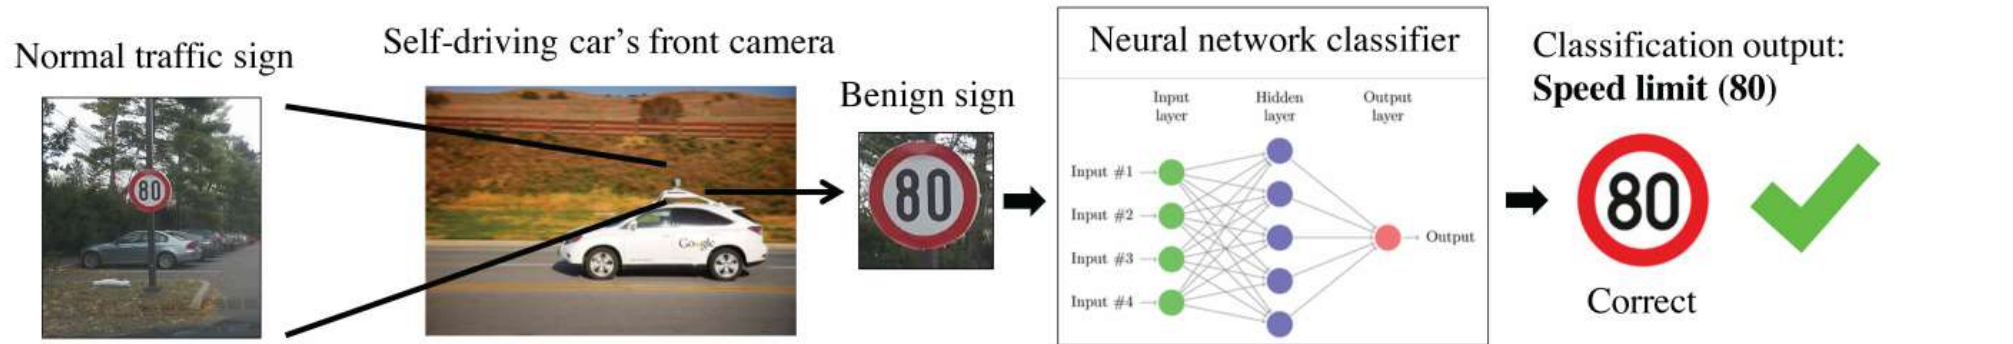 Normal traffic sign
80
Self-driving car's front camera
Google
Benign sign
80
Neural network classifier
Input
layer
Hidden
layer
Output
layer
Input #1
Input #2
Input #3
Input #4
Output
Classification output:
Speed limit (80)
80
Correct